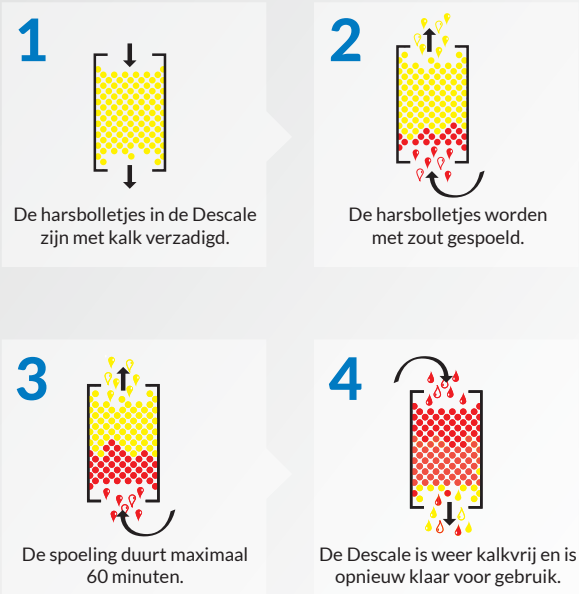 1
De harsbolletjes in de Descale
zijn met kalk verzadigd.
2
De harsbolletjes worden
met zout gespoeld.
3
De spoeling duurt maximaal
60 minuten.
4
De Descale is weer kalkvrij en is
opnieuw klaar voor gebruik.